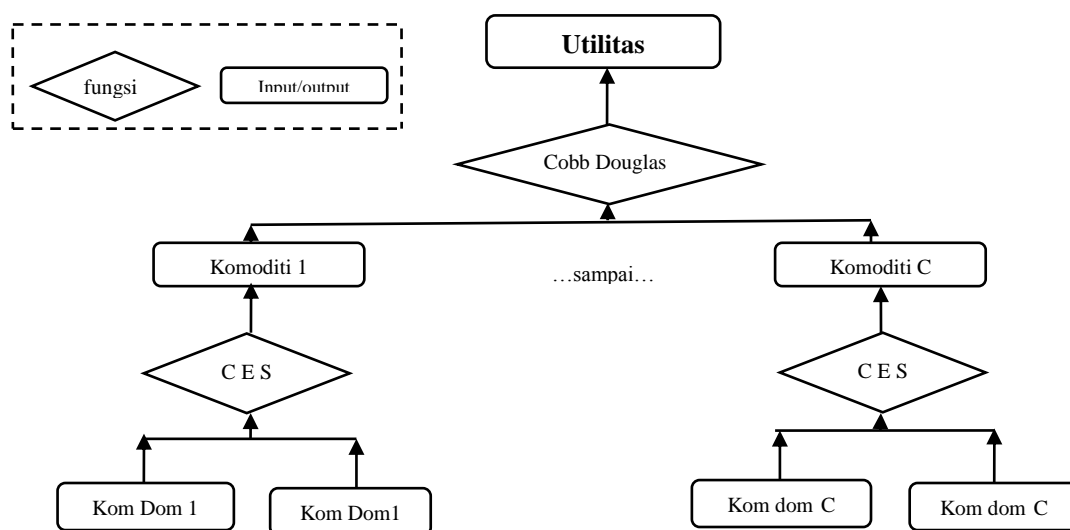 Utilitas
fungsi
Input/output
Cobb Douglas
Komoditi 1
…sampai…
Komoditi C
C E S
C E S
Kom Dom 1
Kom Dom1
Kom dom C
Kom dom C